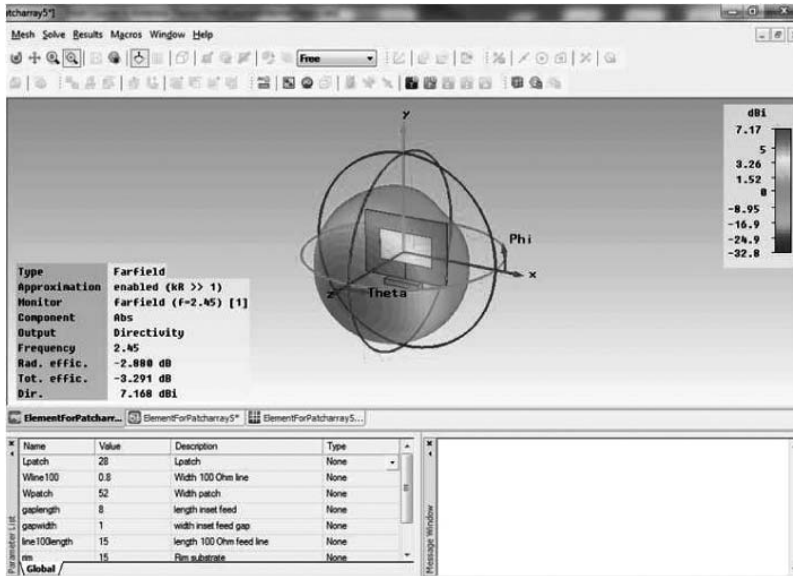 tcharray5*]
Mesh Solve Results Macros Window Help
Free
dBi
7.17
5
3.26
1.52
0
-8.95
-16.9
-24.9
-32.8
y
Phi
x
z
Theta
Type Farfield
Approximation enabled (kR >> 1)
Monitor farfield (f=2.45) [1]
Component Abs
Output Directivity
Frequency 2.45
Rad. effic. -2.880 dB
Tot. effic. -3.291 dB
Dir. 7.168 dBi
ElementForPatcharr... ElementForPatcharray5* ElementForPatcharray5...
Name Value Description Type
Lpatch 28 Lpatch None
Wline100 0.8 Width 100 Ohm line None
Wpatch 52 Width patch None
gaplength 8 length inset feed None
gapwidth 1 width inset feed gap None
line100length 15 length 100 Ohm feed line None
rim 15 Rim substrate None
Global
Parameter List
Message Window